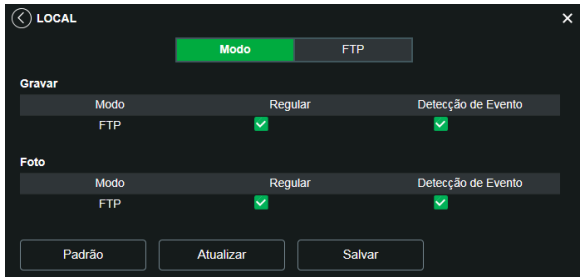 LOCAL
Modo FTP
Gravar
Modo Regular Detecção de Evento
FTP
Foto
Modo Regular Detecção de Evento
FTP
Padrão Atualizar Salvar